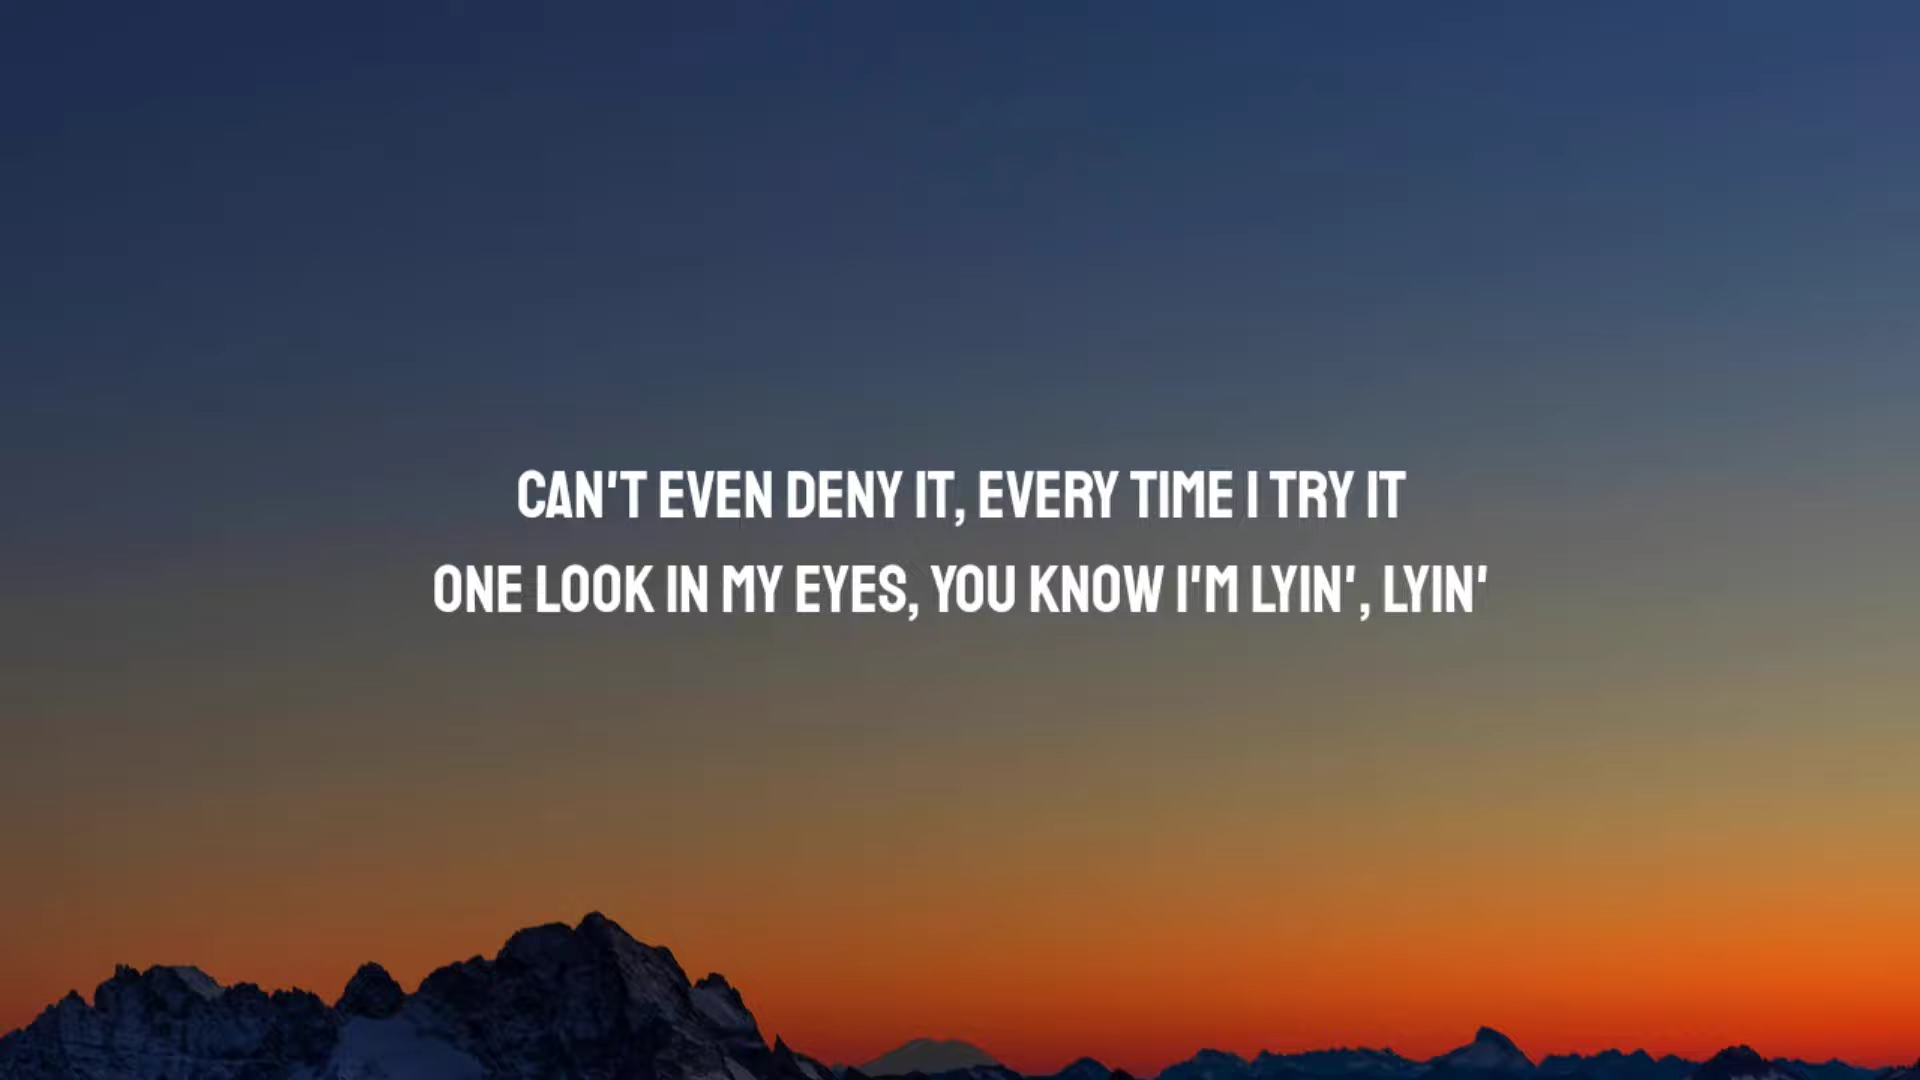 CAN'T EVEN DENY IT, EVERY TIME I TRY IT
ONE LOOK IN MY EYES, YOU KNOW I'M LYIN', LYIN'